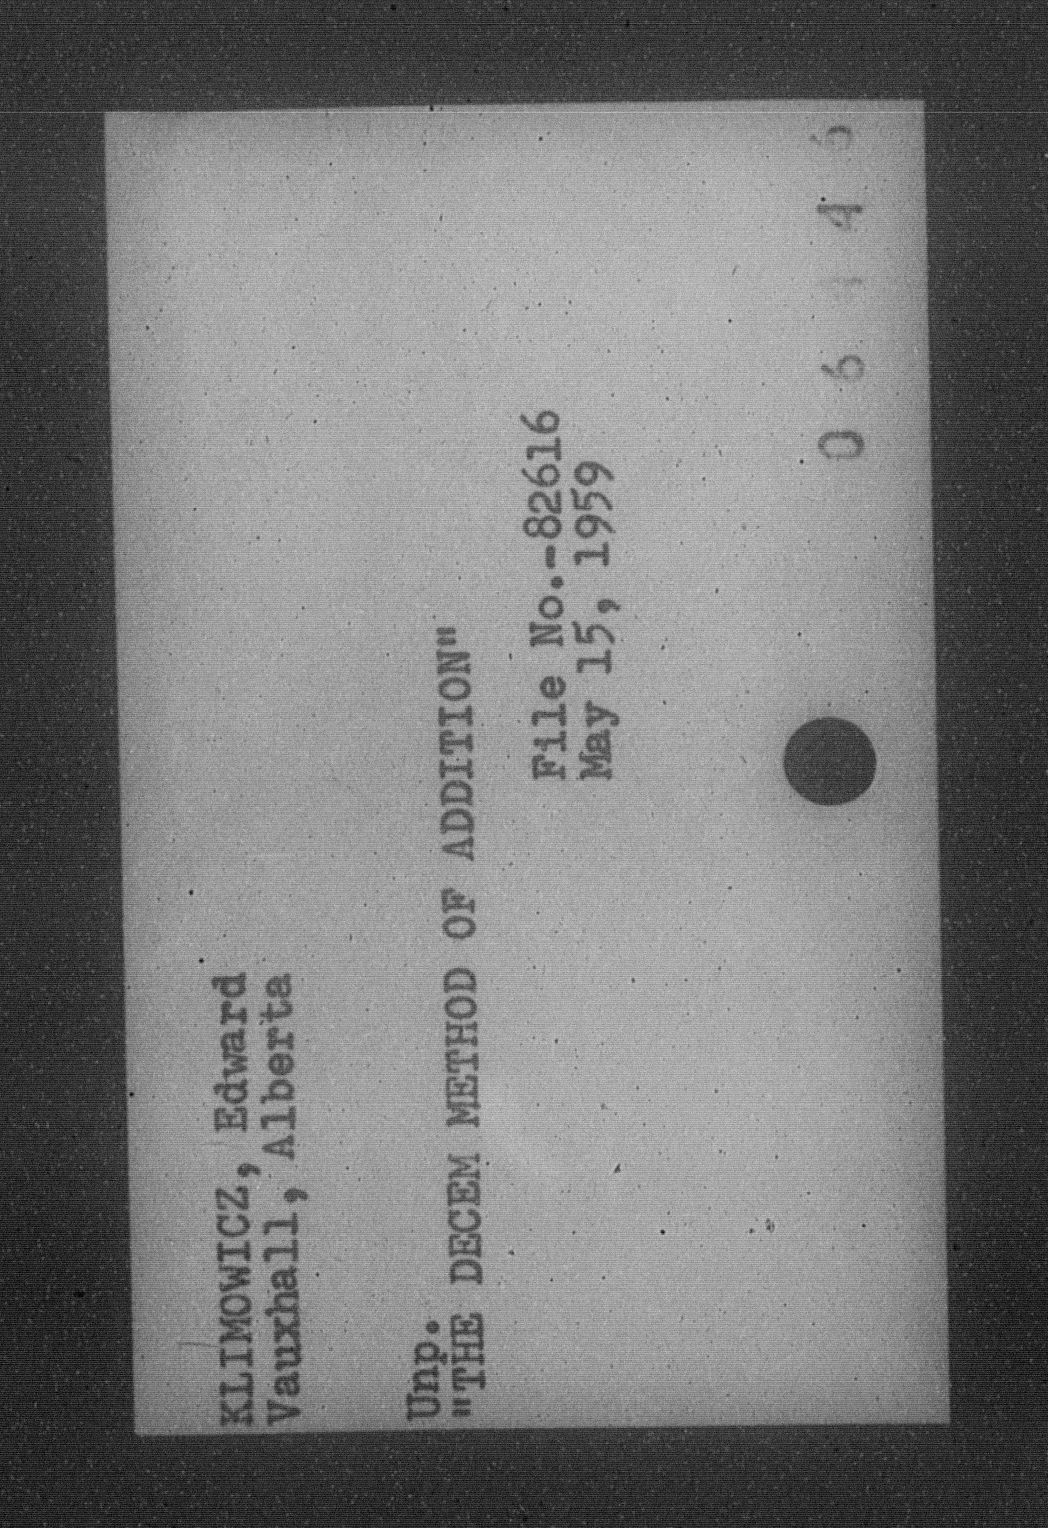 KLIMOWICZ, Edward
Vauxhall, Alberta
Unp.
"THE DECEM METHOD OF ADDITION"
File No.-82616
May 15, 1959